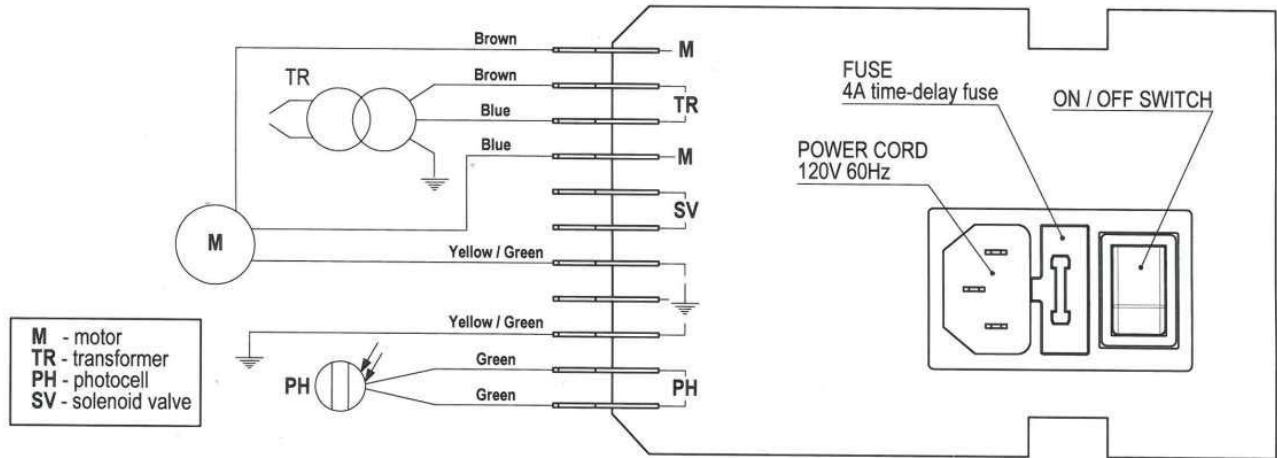 Brown
M
TR
Brown
TR
Blue
Blue
M
SV
M
Yellow / Green
Yellow / Green
Green
PH
PH
Green
M - motor
TR - transformer
PH - photocell
SV - solenoid valve
FUSE
4A time-delay fuse
ON / OFF SWITCH
POWER CORD
120V 60Hz